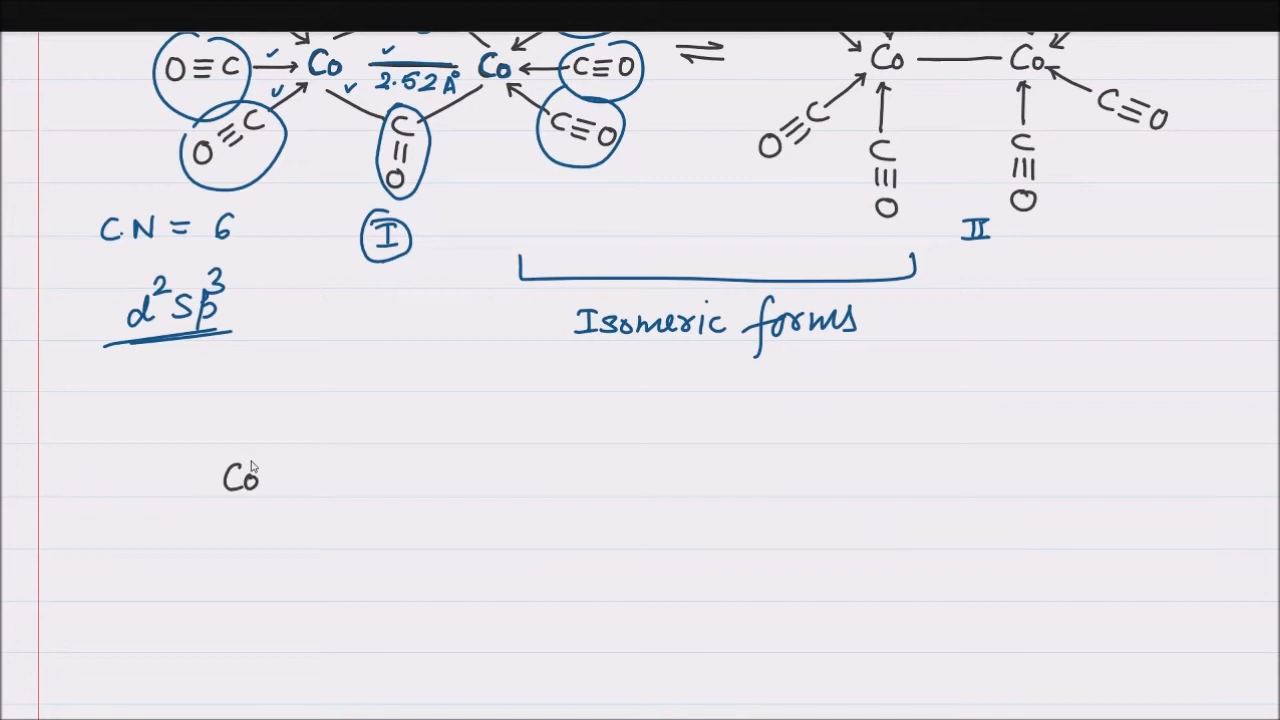 O≡C Co Co C≡O ⇌ Co Co
2.52 Å
O≡C C≡O O≡C C≡O
C=O C≡O C≡O
CN = 6 I II
d²sp³
Isomeric forms
Co